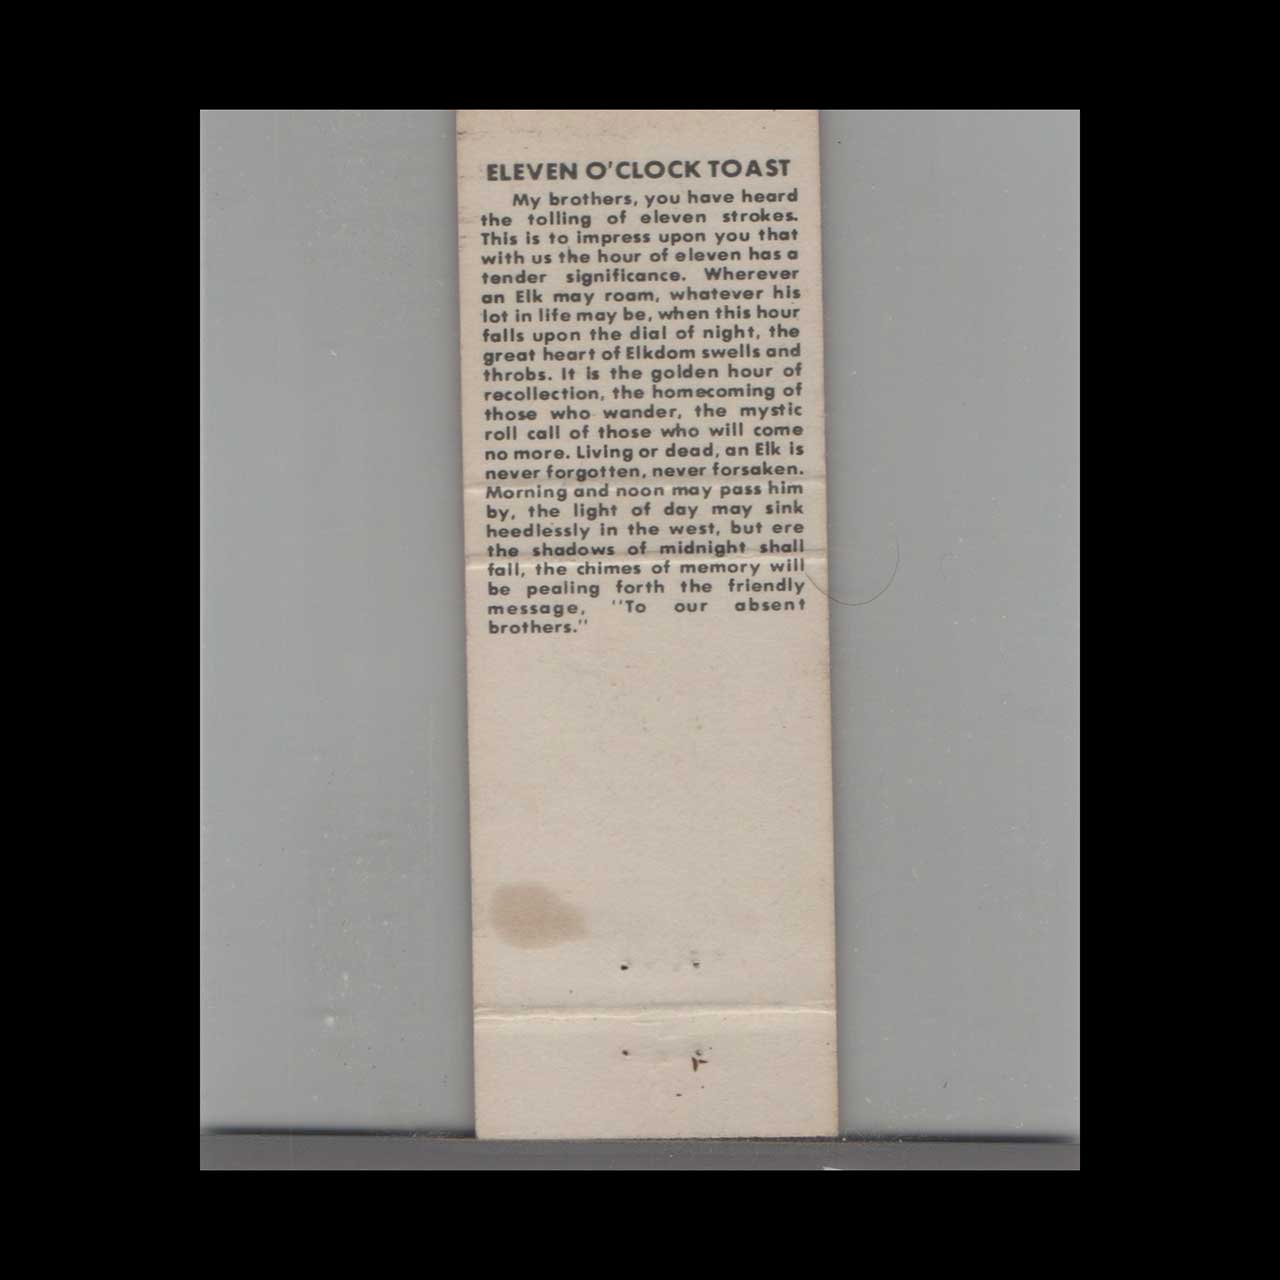 ELEVEN O'CLOCK TOAST
My brothers, you have heard
the tolling of eleven strokes.
This is to impress upon you that
with us the hour of eleven has a
tender significance. Wherever
an Elk may roam, whatever his
lot in life may be, when this hour
falls upon the dial of night, the
great heart of Elkdom swells and
throbs. It is the golden hour of
recollection, the homecoming of
those who wander, the mystic
roll call of those who will come
no more. Living or dead, an Elk is
never forgotten, never forsaken.
Morning and noon may pass him
by, the light of day may sink
heedlessly in the west, but ere
the shadows of midnight shall
fall, the chimes of memory will
be pealing forth the friendly
message, "To our absent
brothers."